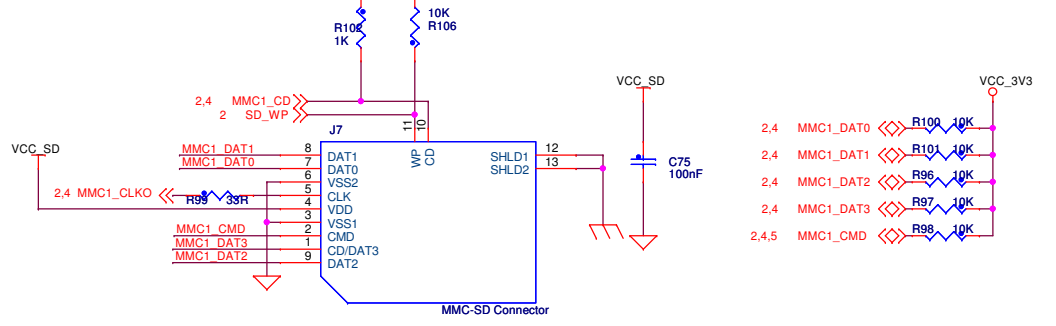 10K
R102 R106
1K
VCC_SD VCC_3V3
2,4 MMC1_CD
2 SD_WP
11 10
J7
2,4 MMC1_DAT0 R100 10K
VCC_SD
MMC1_DAT1 8 DAT1 WP CD SHLD1 12
2,4 MMC1_DAT1 R101 10K
MMC1_DAT0 7 DAT0 SHLD2 13
C75
100nF
6 VSS2
2,4 MMC1_DAT2 R96 10K
2,4 MMC1_CLKO R99 33R 5 CLK
4 VDD
2,4 MMC1_DAT3 R97 10K
3 VSS1
MMC1_CMD 2 CMD
2,4,5 MMC1_CMD R98 10K
MMC1_DAT3 1 CD/DAT3
MMC1_DAT2 9 DAT2
MMC-SD Connector